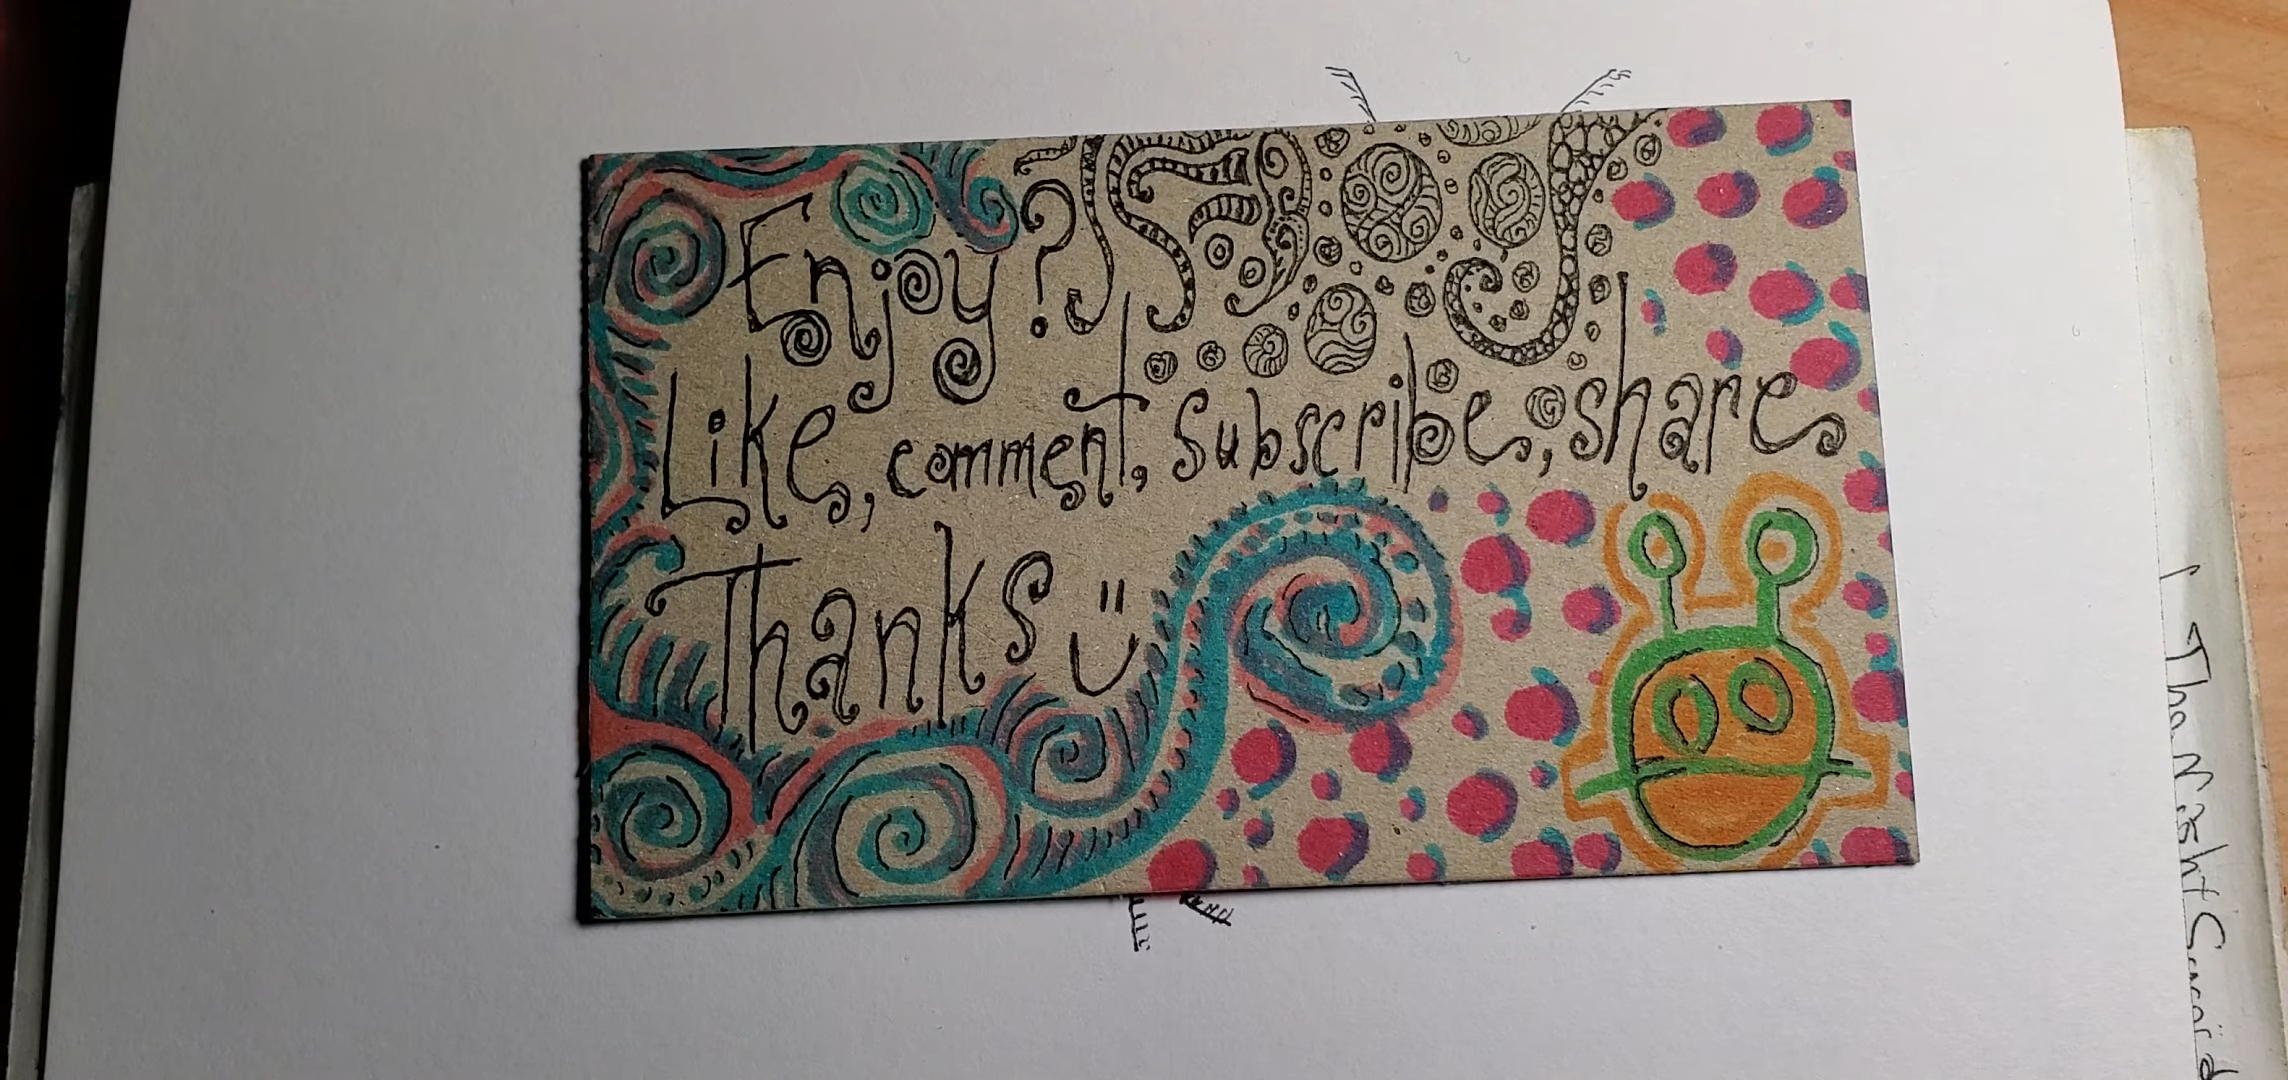 Enjoy?
Like, comment, Subscribe, share
Thanks